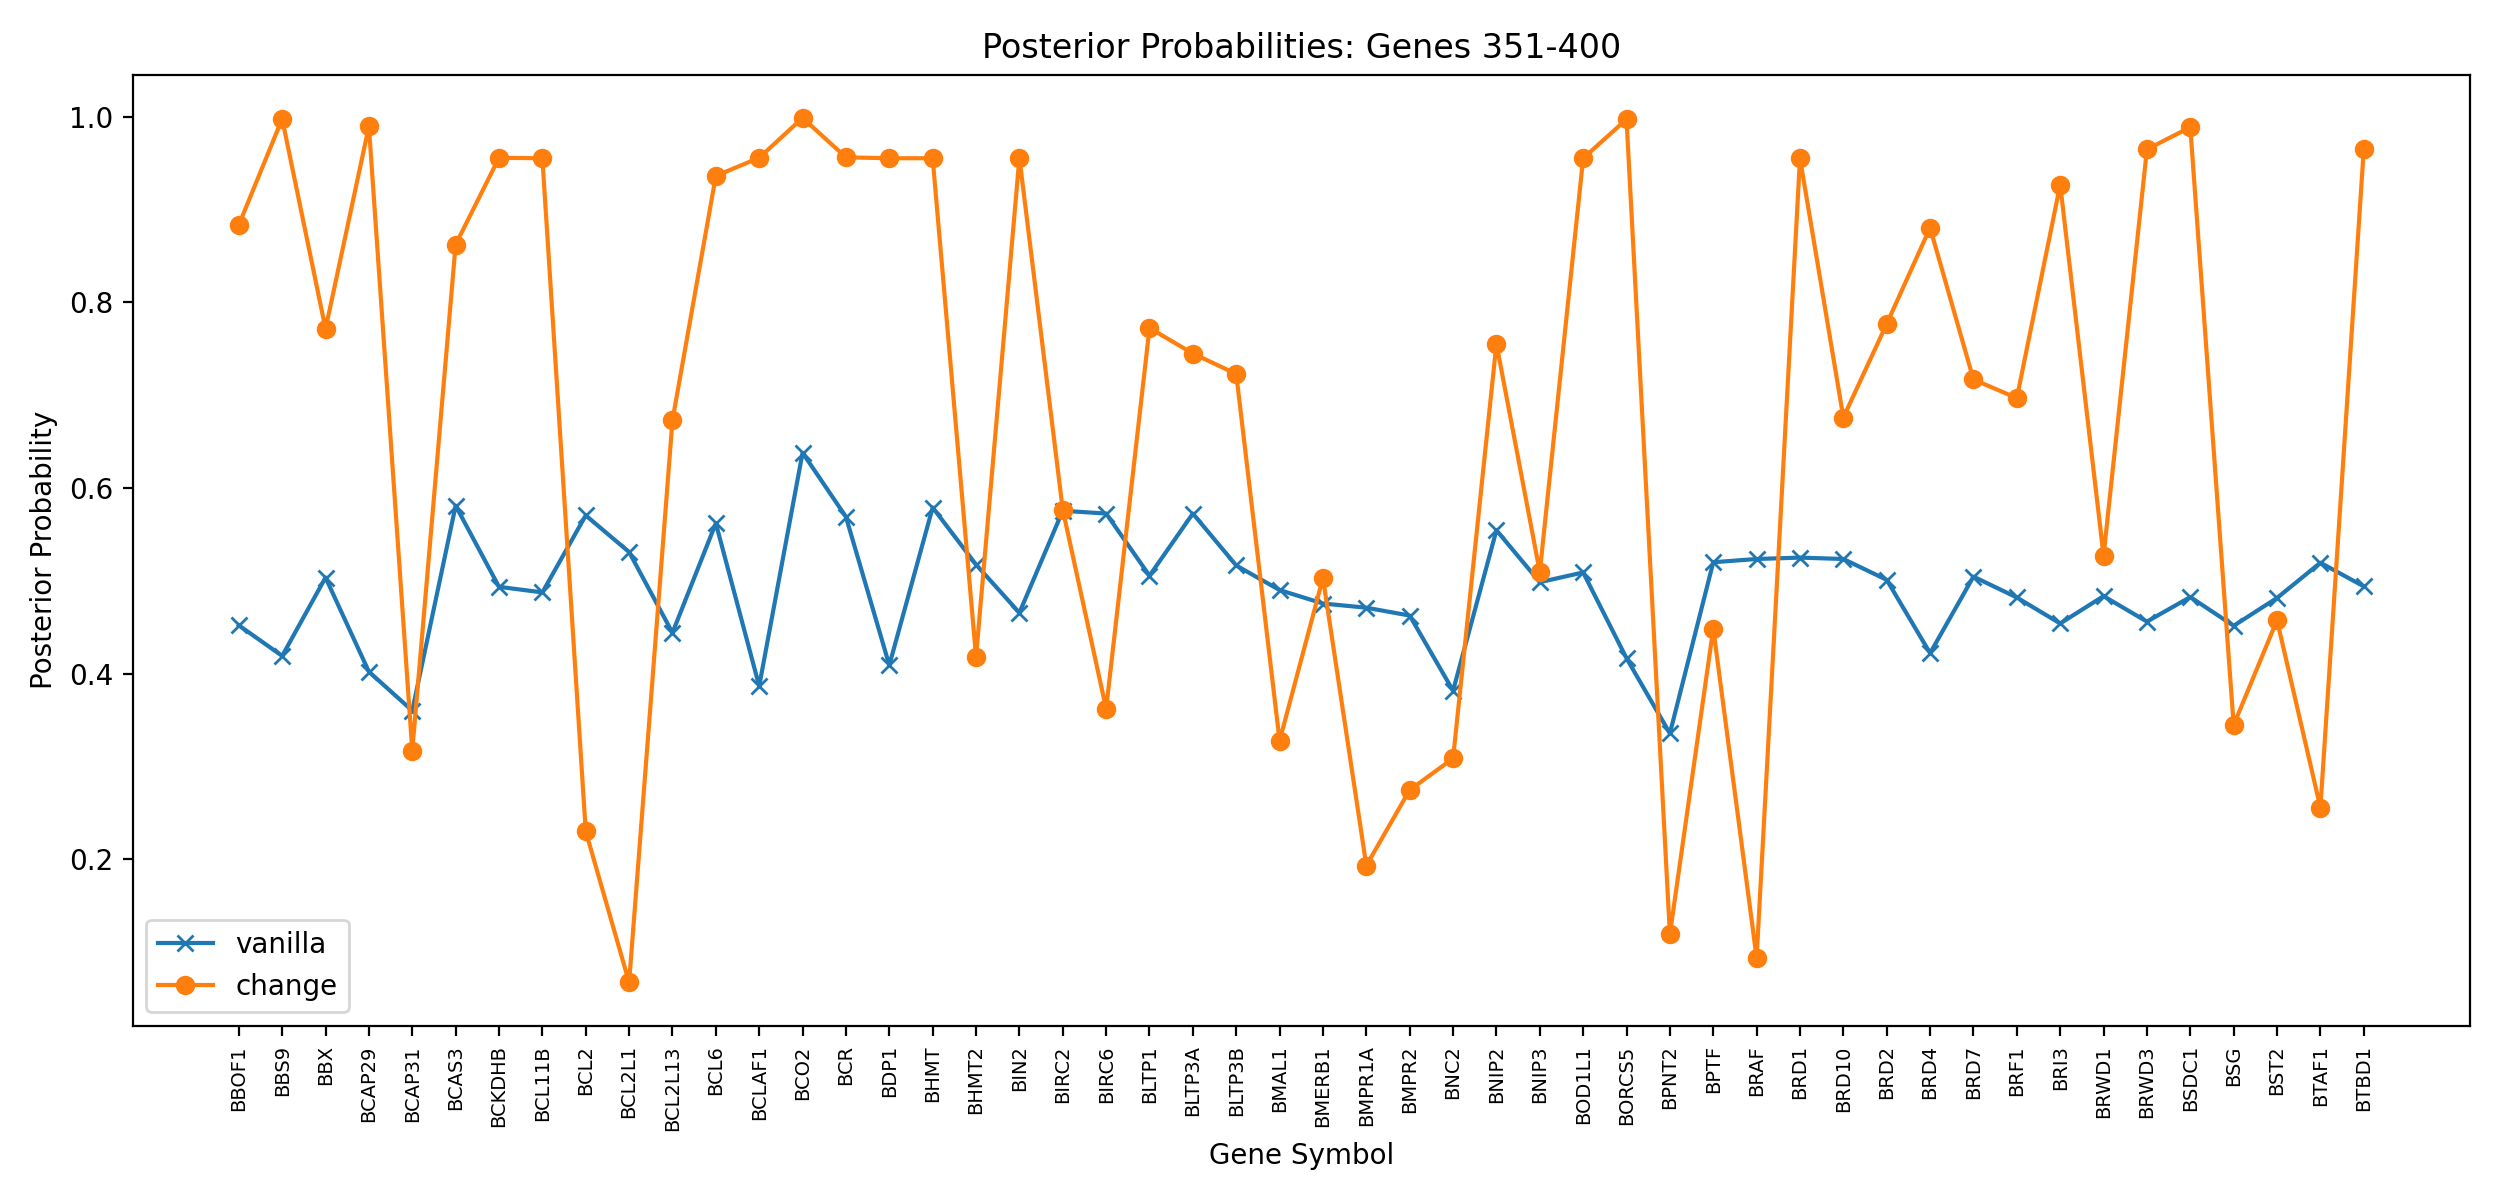 Posterior Probabilities: Genes 351-400
Posterior Probability
1.0
0.8
0.6
0.4
0.2
vanilla
change
BBOF1
BBS9
BBX
BCAP29
BCAP31
BCAS3
BCKDHB
BCL11B
BCL2
BCL2L1
BCL2L13
BCL6
BCLAF1
BCO2
BCR
BDP1
BHMT
BHMT2
BIN2
BIRC2
BIRC6
BLTP1
BLTP3A
BLTP3B
BMAL1
BMERB1
BMPR1A
BMPR2
BNC2
BNIP2
BNIP3
BOD1L1
BORCS5
BPNT2
BPTF
BRAF
BRD1
BRD10
BRD2
BRD4
BRD7
BRF1
BRI3
BRWD1
BRWD3
BSDC1
BSG
BST2
BTAF1
BTBD1
Gene Symbol